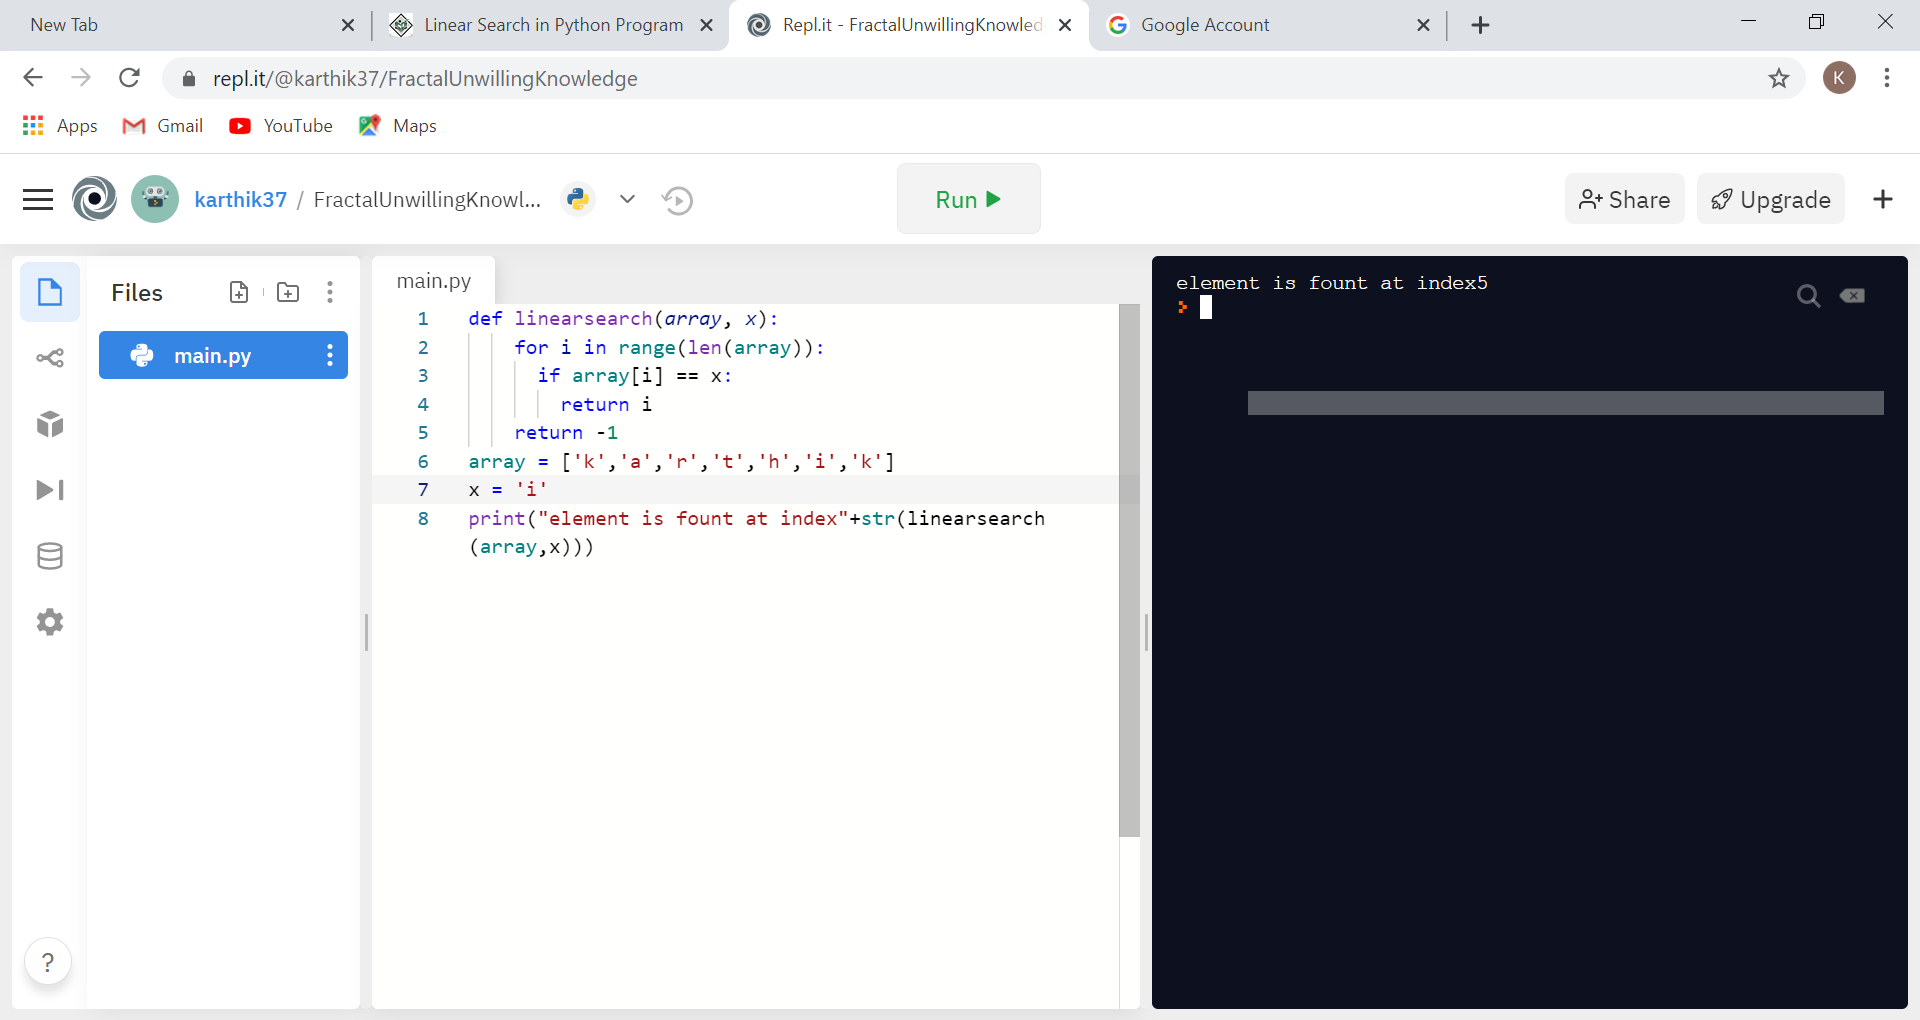 New Tab
Linear Search in Python Program
Repl.it - FractalUnwillingKnowled
Google Account
repl.it/@karthik37/FractalUnwillingKnowledge
K
Apps
Gmail
YouTube
Maps
karthik37 / FractalUnwillingKnowl...
Run
Share
Upgrade
Files
main.py
main.py
1 def linearsearch(array, x):
2 for i in range(len(array)):
3 if array[i] == x:
4 return i
5 return -1
6 array = ['k','a','r','t','h','i','k']
7 x = 'i'
8 print("element is fount at index"+str(linearsearch
(array,x)))
element is fount at index5
?